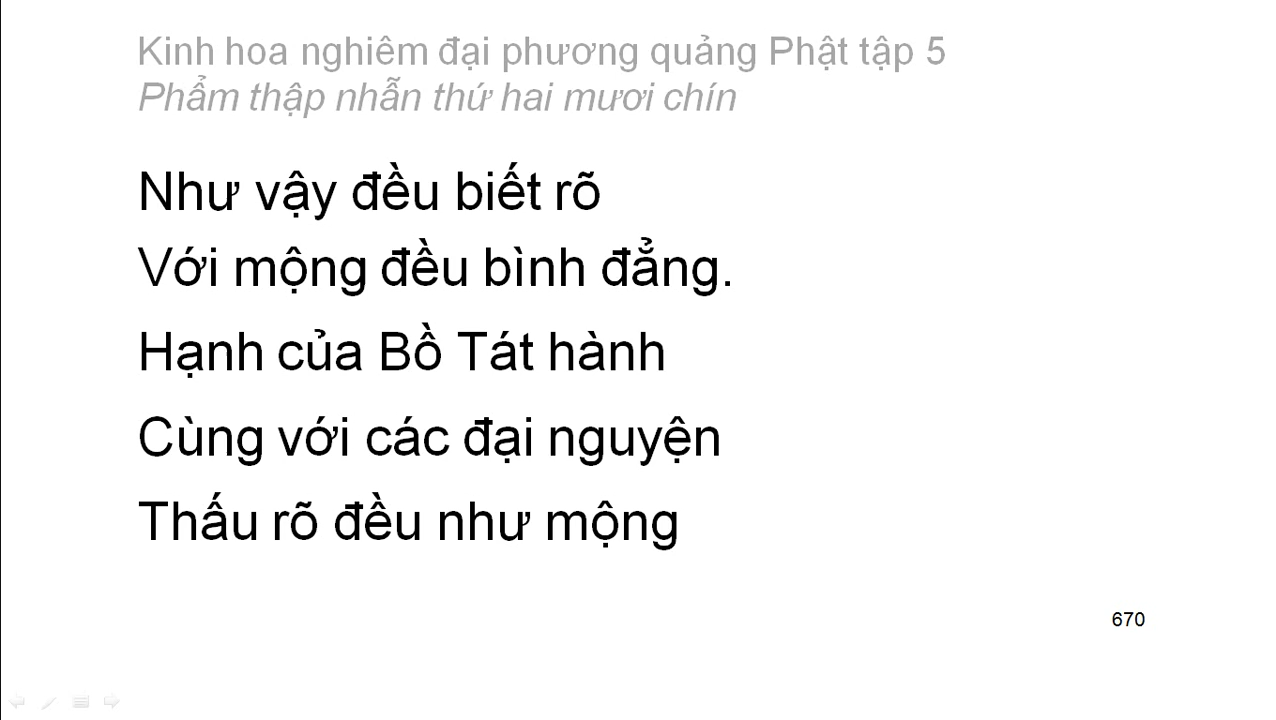 Kinh hoa nghiêm đại phương quảng Phật tập 5
Phẩm thập nhẫn thứ hai mươi chín
Như vậy đều biết rõ
Với mộng đều bình đẳng.
Hạnh của Bồ Tát hành
Cùng với các đại nguyện
Thấu rõ đều như mộng
670